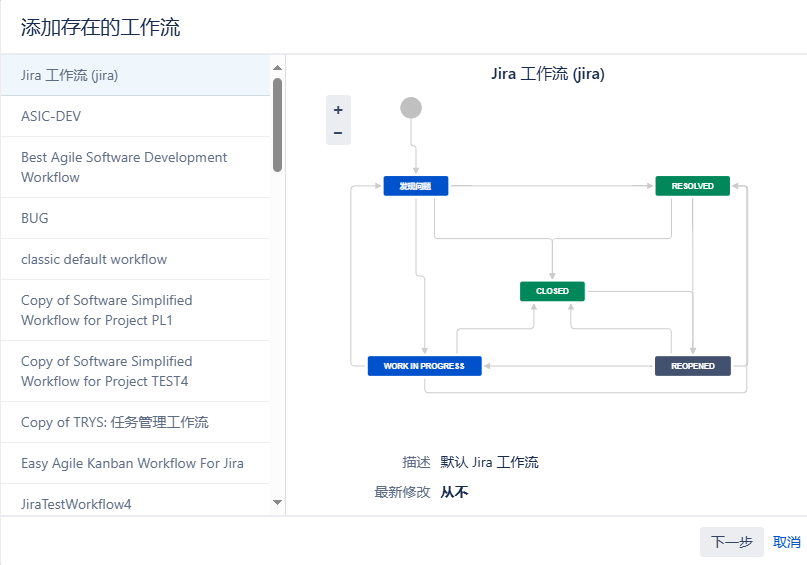 添加存在的工作流
Jira 工作流 (jira)
ASIC-DEV
Best Agile Software Development
Workflow
BUG
classic default workflow
Copy of Software Simplified
Workflow for Project PL1
Copy of Software Simplified
Workflow for Project TEST4
Copy of TRYS: 任务管理工作流
Easy Agile Kanban Workflow For Jira
JiraTestWorkflow4
Jira 工作流 (jira)
+
−
发现问题
RESOLVED
CLOSED
WORK IN PROGRESS
REOPENED
描述 默认 Jira 工作流
最新修改 从不
下一步 取消